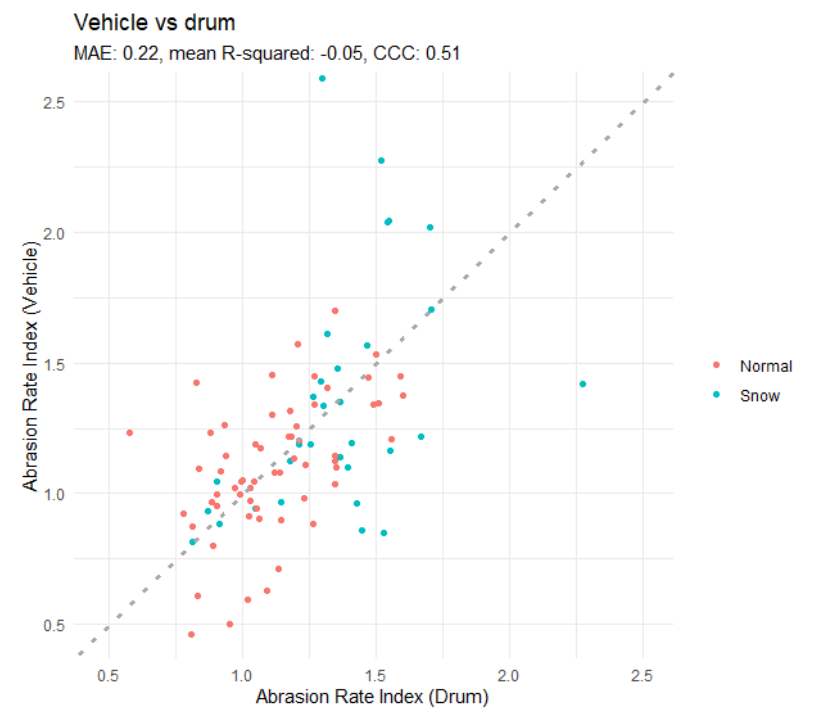 Vehicle vs drum
MAE: 0.22, mean R-squared: -0.05, CCC: 0.51
2.5
2.0
1.5
1.0
0.5
Abrasion Rate Index (Vehicle)
Normal
Snow
0.5 1.0 1.5 2.0 2.5
Abrasion Rate Index (Drum)